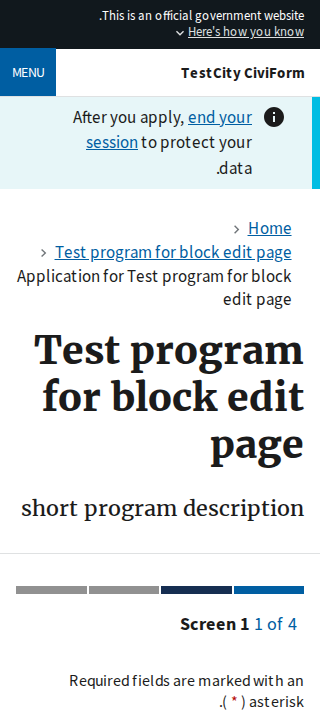 .This is an official government website
Here's how you know
MENU
TestCity CiviForm
After you apply, end your
session to protect your
.data
Home
Test program for block edit page
Application for Test program for block
edit page
Test program
for block edit
page
short program description
Screen 1 1 of 4
Required fields are marked with an
.( * ) asterisk